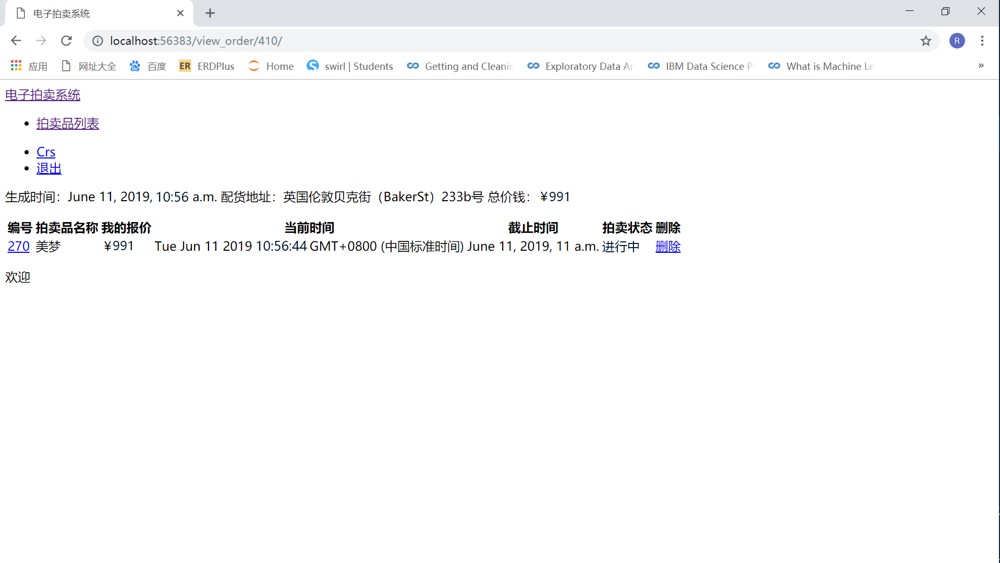 电子拍卖系统
localhost:56383/view_order/410/
R
应用 网址大全 百度 ER ERDPlus Home swirl | Students Getting and Cleanin Exploratory Data An IBM Data Science P What is Machine Le »
电子拍卖系统
拍卖品列表
Crs
退出
生成时间：June 11, 2019, 10:56 a.m. 配货地址：英国伦敦贝克街（BakerSt）233b号 总价钱：￥991
编号 拍卖品名称 我的报价 当前时间 截止时间 拍卖状态 删除
270 美梦 ￥991 Tue Jun 11 2019 10:56:44 GMT+0800 (中国标准时间) June 11, 2019, 11 a.m. 进行中 删除
欢迎